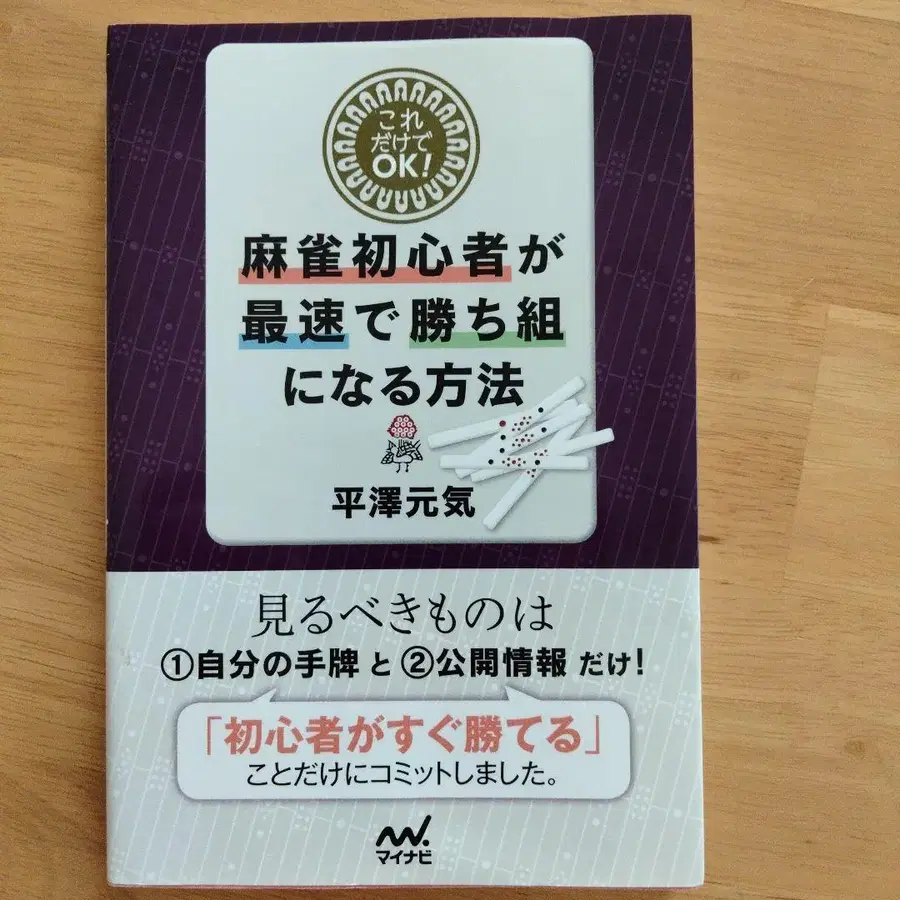 これ
だけで
OK!
麻雀初心者が
最速で勝ち組
になる方法
平澤元気
見るべきものは
①自分の手牌と②公開情報だけ!
「初心者がすぐ勝てる」
ことだけにコミットしました。
マイナビ